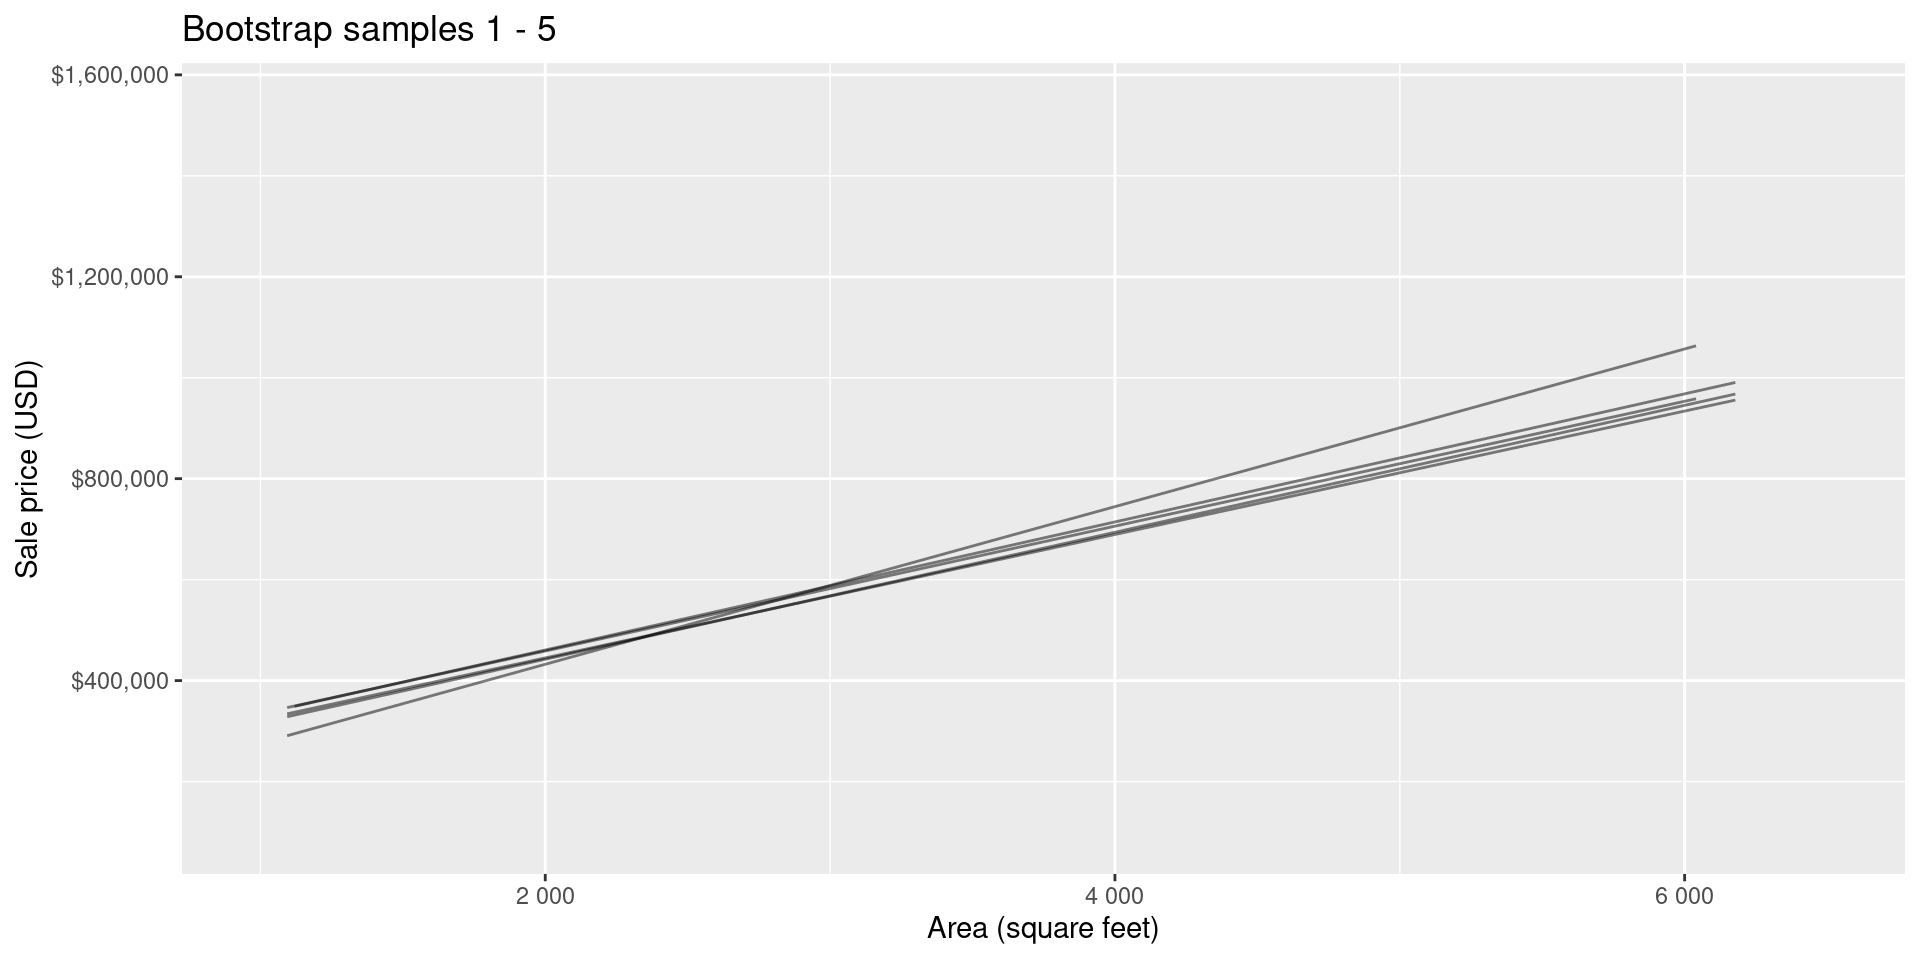 Bootstrap samples 1 - 5
$1,600,000
$1,200,000
$800,000
$400,000
Sale price (USD)
2 000 4 000 6 000
Area (square feet)